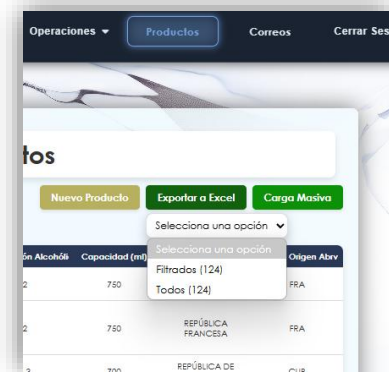 Operaciones ▾ Productos Correos Cerrar Ses
tos
Nuevo Producto Exportar a Excel Carga Masiva
Selecciona una opción
Selecciona una opción
Filtrados (124)
Todos (124)
ón Alcohóli Capacidad (ml) Origen Abrv
2 750 FRA
2 750 REPÚBLICA FRANCESA FRA
3 700 REPÚBLICA DE CUB